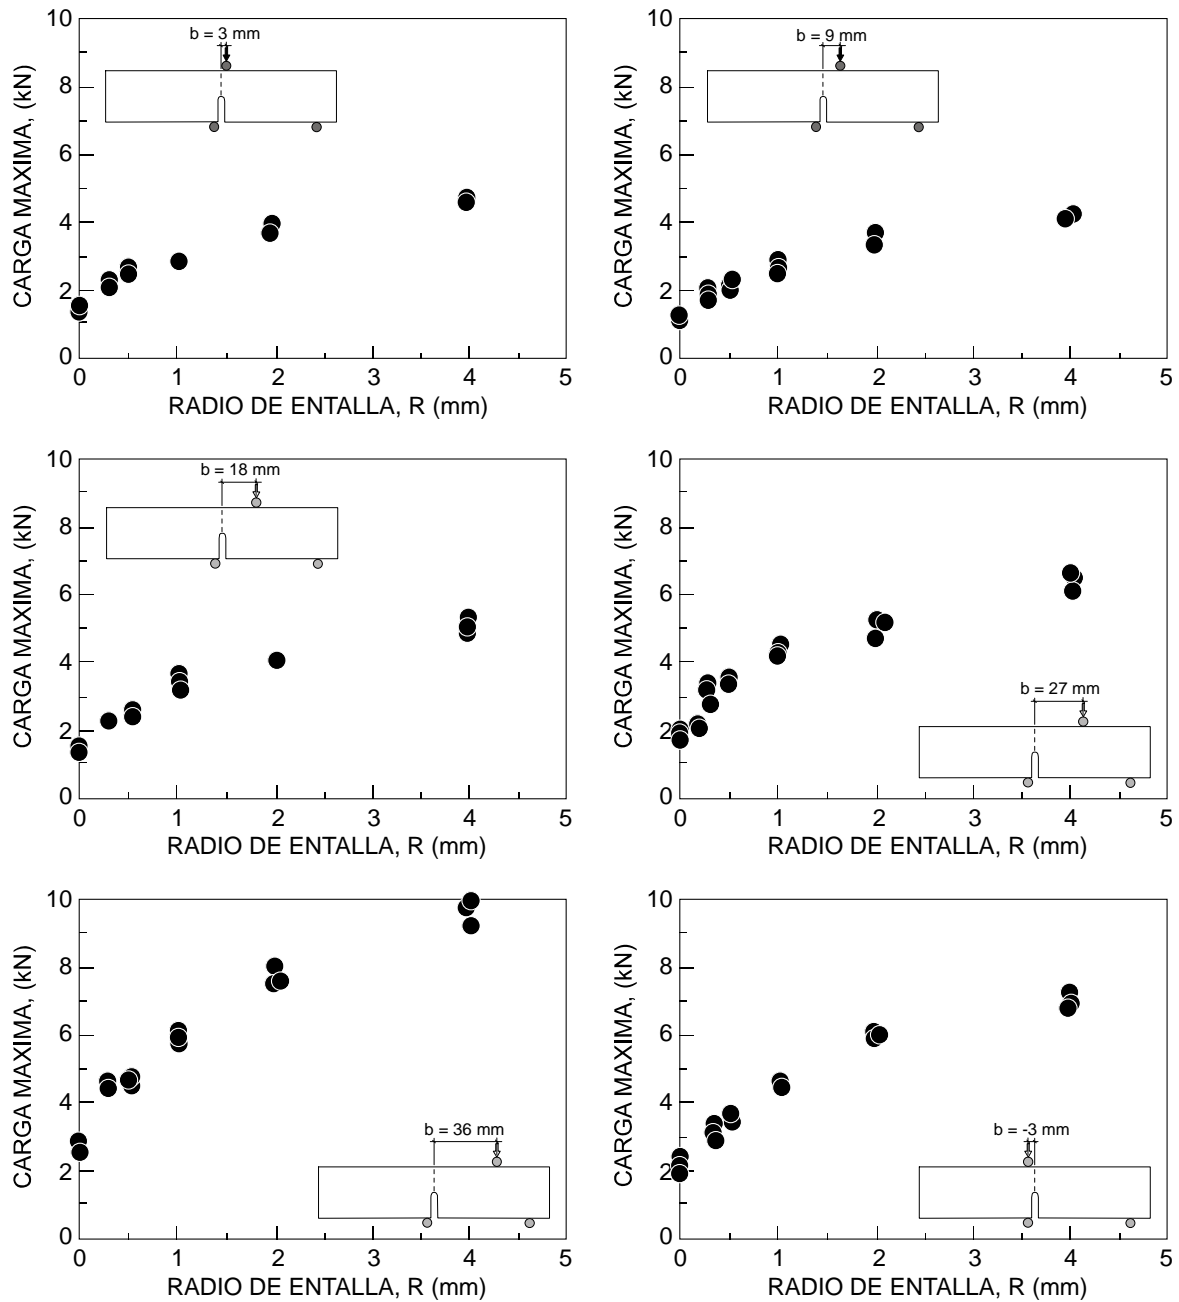 b = 3 mm
CARGA MAXIMA, (kN)
10
8
6
4
2
0
0 1 2 3 4 5
RADIO DE ENTALLA, R (mm)
b = 9 mm
CARGA MAXIMA, (kN)
10
8
6
4
2
0
0 1 2 3 4 5
RADIO DE ENTALLA, R (mm)
b = 18 mm
CARGA MAXIMA, (kN)
10
8
6
4
2
0
0 1 2 3 4 5
RADIO DE ENTALLA, R (mm)
b = 27 mm
CARGA MAXIMA, (kN)
10
8
6
4
2
0
0 1 2 3 4 5
RADIO DE ENTALLA, R (mm)
b = 36 mm
CARGA MAXIMA, (kN)
10
8
6
4
2
0
0 1 2 3 4 5
RADIO DE ENTALLA, R (mm)
b = -3 mm
CARGA MAXIMA, (kN)
10
8
6
4
2
0
0 1 2 3 4 5
RADIO DE ENTALLA, R (mm)